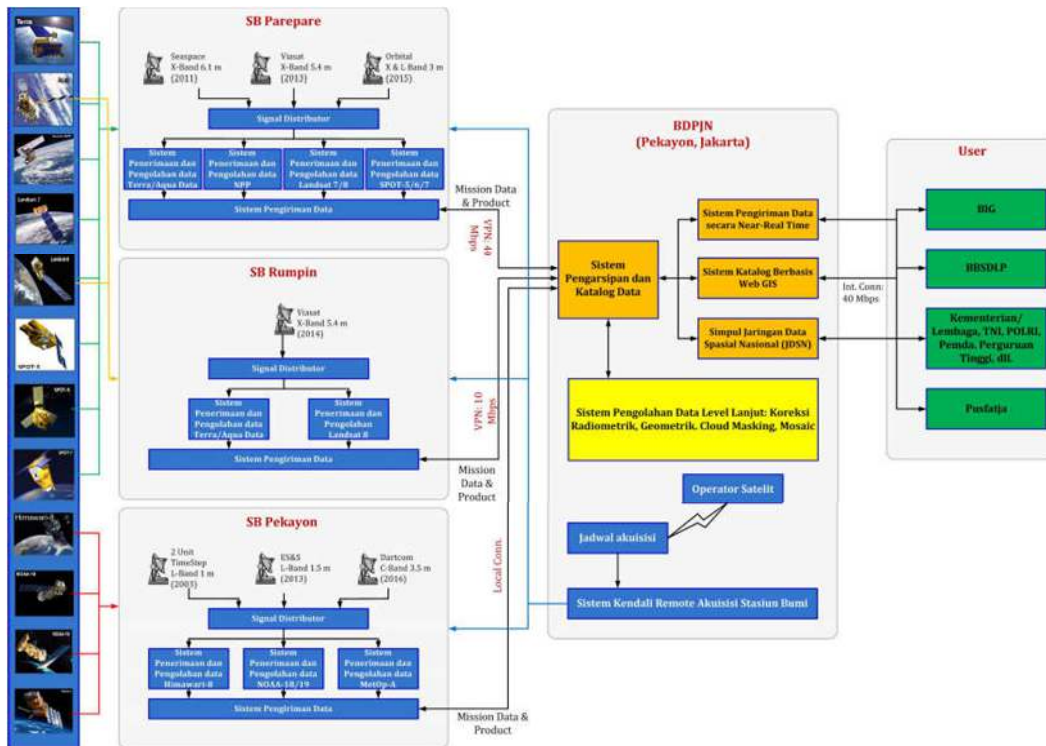 Terra
Landsat 7
SPOT-5
Himawari-8
SB Parepare
Seaspace
X-Band 6.1 m
(2011)
Viasat
X-Band 5.4 m
(2013)
Orbital
X & L Band 3 m
(2015)
Signal Distributor
Sistem
Penerimaan dan
Pengolahan data
Terra/Aqua Data
Sistem
Penerimaan dan
Pengolahan data
NPP
Sistem
Penerimaan dan
Pengolahan data
Landsat 7/8
Sistem
Penerimaan dan
Pengolahan data
SPOT-5/6/7
Sistem Pengiriman Data
Mission Data
& Product
VPN: 40
Mbps
SB Rumpin
Viasat
X-Band 5.4 m
(2014)
Signal Distributor
Sistem
Penerimaan dan
Pengolahan data
Terra/Aqua Data
Sistem
Penerimaan dan
Pengolahan
Landsat 8
Sistem Pengiriman Data
VPN: 10
Mbps
Mission
Data &
Product
SB Pekayon
2 Unit
TimeStep
L-Band 1 m
(2003)
ES&S
L-Band 1.5 m
(2013)
Dartcom
C-Band 3.5 m
(2016)
Signal Distributor
Sistem
Penerimaan dan
Pengolahan data
Himawari-8
Sistem
Penerimaan dan
Pengolahan data
NOAA-18/19
Sistem
Penerimaan dan
Pengolahan data
MetOp-A
Sistem Pengiriman Data
Local Conn.
Mission Data &
Product
BDPJN
(Pekayon, Jakarta)
Sistem
Pengarsipan dan
Katalog Data
Sistem Pengiriman Data
secara Near-Real Time
Sistem Katalog Berbasis
Web GIS
Simpul Jaringan Data
Spasial Nasional (JDSN)
Sistem Pengolahan Data Level Lanjut: Koreksi
Radiometrik, Geometrik. Cloud Masking, Mosaic
Operator Satelit
Jadwal akuisisi
Sistem Kendali Remote Akuisisi Stasiun Bumi
Int. Conn:
40 Mbps
User
BIG
BBSDLP
Kementerian/
Lembaga, TNI, POLRI,
Pemda. Perguruan
Tinggi, dll.
Pusfatja